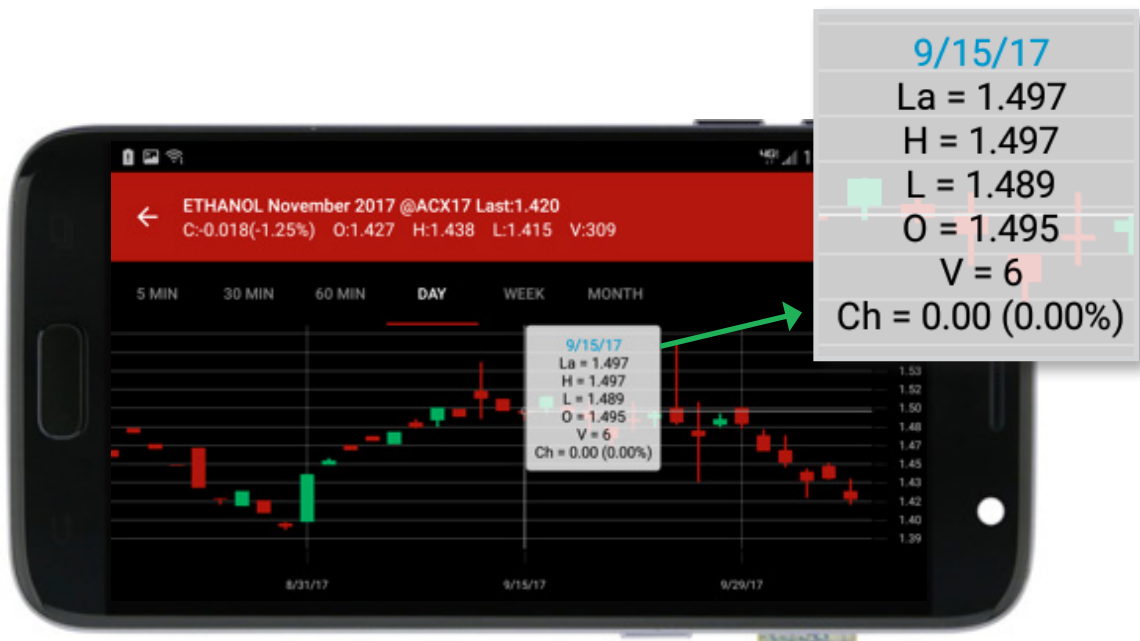 9/15/17
La = 1.497
H = 1.497
L = 1.489
O = 1.495
V = 6
Ch = 0.00 (0.00%)
ETHANOL November 2017 @ACX17 Last:1.420
C:-0.018(-1.25%) O:1.427 H:1.438 L:1.415 V:309
5 MIN 30 MIN 60 MIN DAY WEEK MONTH
9/15/17
La = 1.497
H = 1.497
L = 1.489
O = 1.495
V = 6
Ch = 0.00 (0.00%)
1.53
1.52
1.50
1.48
1.47
1.45
1.43
1.42
1.40
1.39
8/31/17 9/15/17 9/29/17